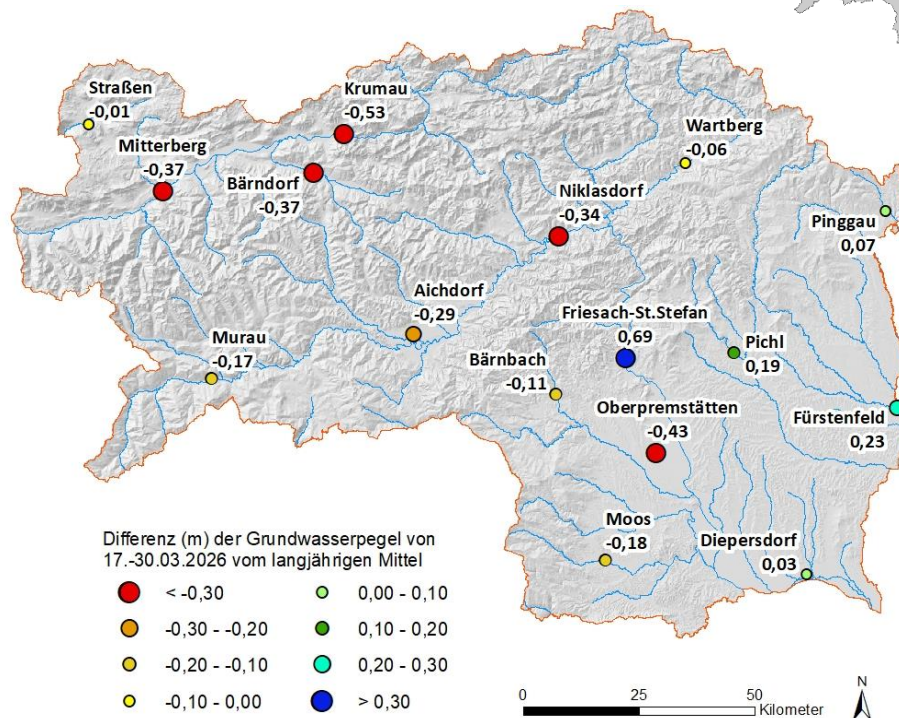 Straßen
-0,01
Krumau
-0,53
Mitterberg
-0,37
Bärndorf
-0,37
Wartberg
-0,06
Niklasdorf
-0,34
Pinggau
0,07
Aichdorf
-0,29
Friesach-St.Stefan
0,69
Murau
-0,17
Bärnbach
-0,11
Pichl
0,19
Oberpremstätten
-0,43
Fürstenfeld
0,23
Moos
-0,18
Diepersdorf
0,03
Differenz (m) der Grundwasserpegel von
17.-30.03.2026 vom langjährigen Mittel
< -0,30
-0,30 - -0,20
-0,20 - -0,10
-0,10 - 0,00
0,00 - 0,10
0,10 - 0,20
0,20 - 0,30
> 0,30
0 25 50
Kilometer
N